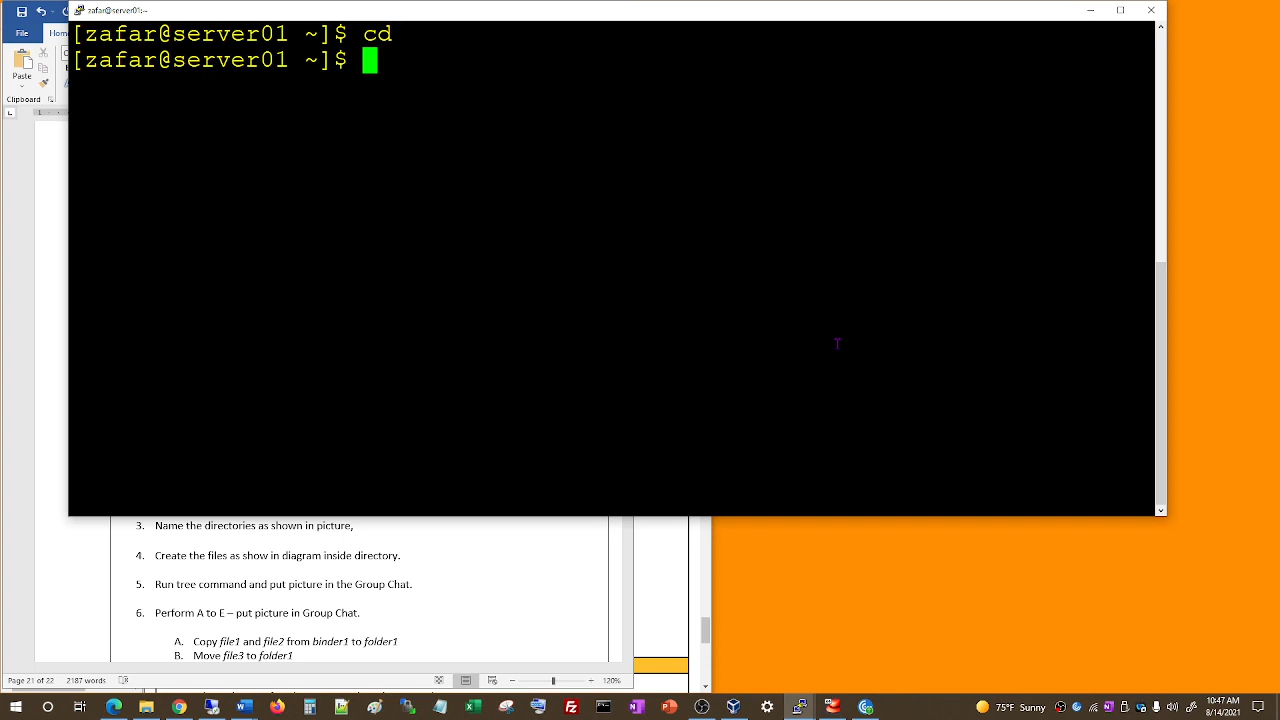 zafar@server01:~
[zafar@server01 ~]$ cd
[zafar@server01 ~]$
File
Home
Paste
Clipboard
3. Name the directories as shown in picture,
4. Create the files as show in diagram inside directory.
5. Run tree command and put picture in the Group Chat.
6. Perform A to E – put picture in Group Chat.
A. Copy file1 and file2 from binder1 to folder1
B. Move file3 to folder1
Page 21 of 22 2187 words
120%
75°F Sunny
10:47 AM
8/14/2021